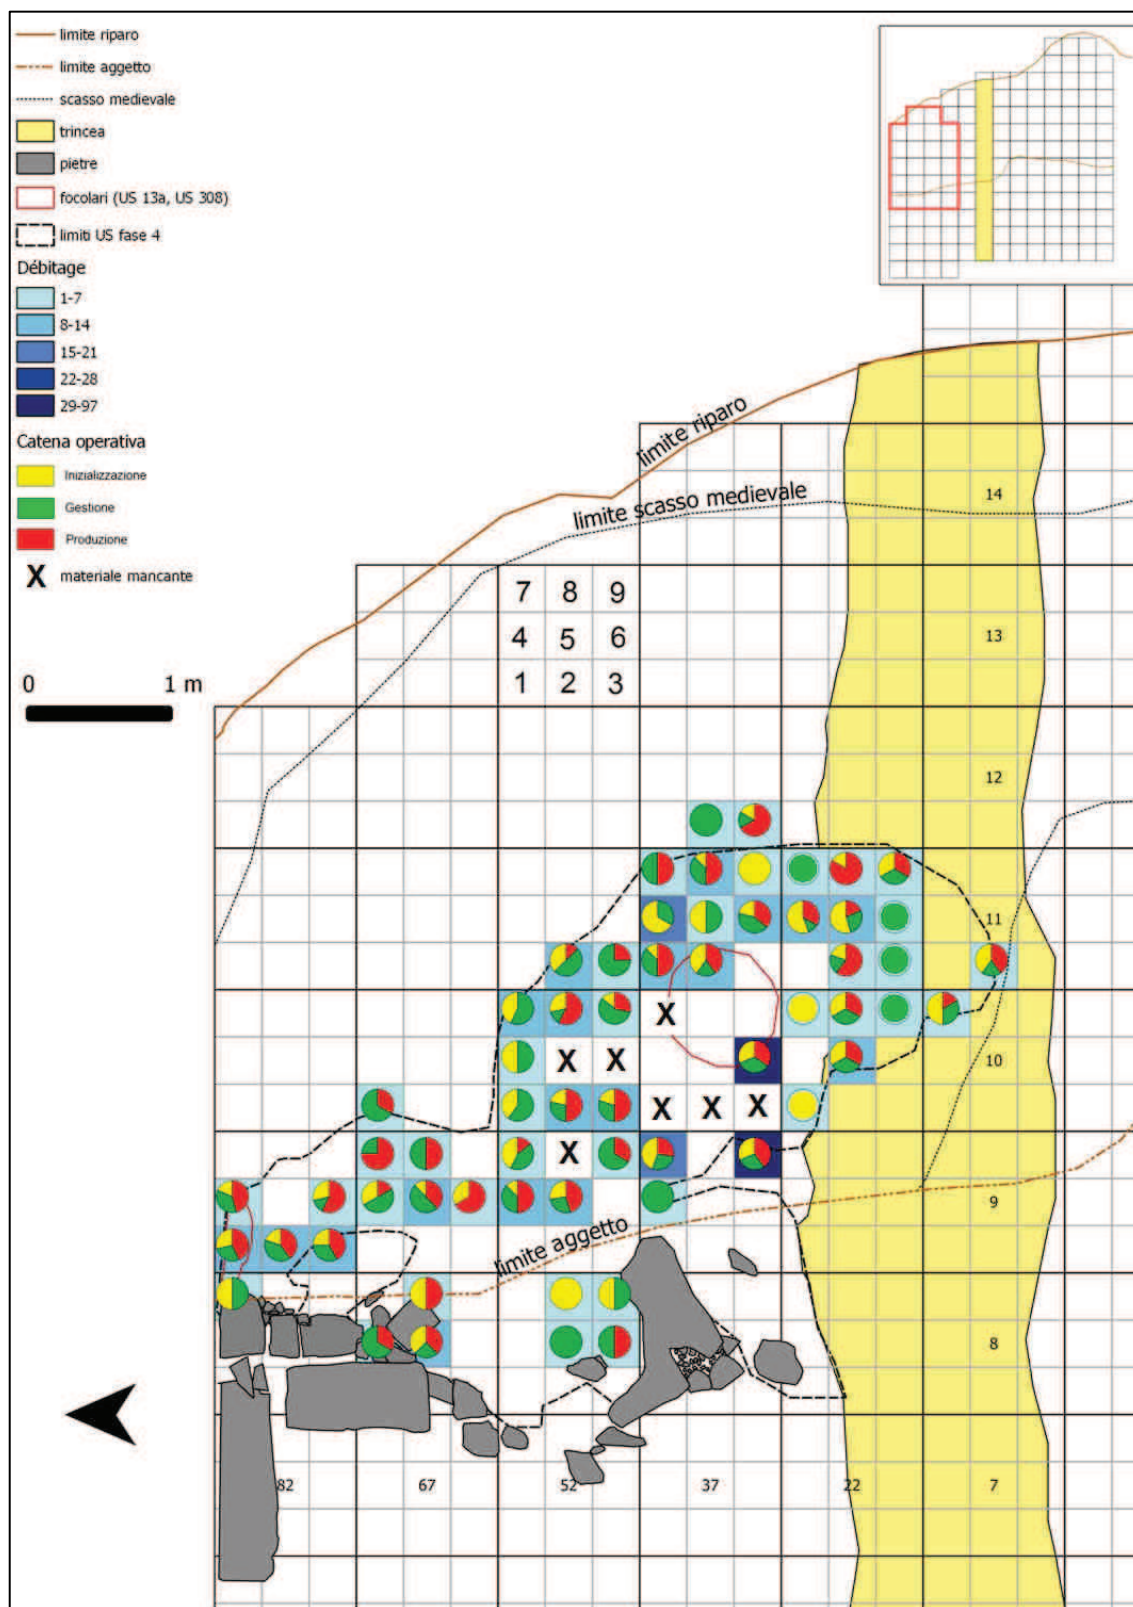 limite riparo
limite aggetto
scasso medievale
trincea
pietre
focolari (US 13a, US 308)
limiti US fase 4
Débitage
1-7
8-14
15-21
22-28
29-97
Catena operativa
Inizializzazione
Gestione
Produzione
X materiale mancante
0 1 m
limite riparo
limite scasso medievale
14
7 8 9
4 5 6
1 2 3
13
12
11
X
X X
10
X X X
X
9
limite aggetto
8
82 67 52 37 22 7